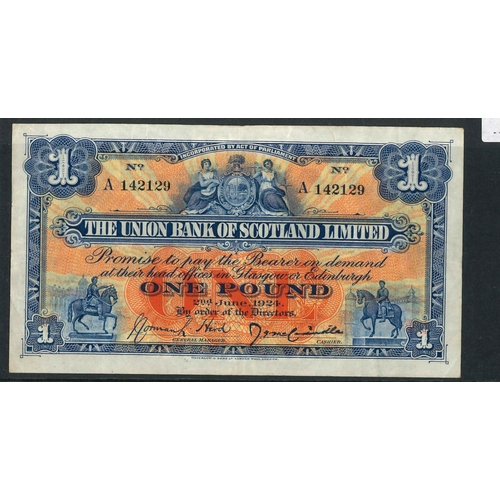 INCORPORATED BY ACT OF PARLIAMENT
1 1
Nº Nº
A 142129 A 142129
THE UNION BANK OF SCOTLAND LIMITED
Promise to pay the Bearer on demand
at their head offices in Glasgow or Edinburgh
ONE POUND
2nd June, 1924.
By order of the Directors.
Norman Hird
GENERAL MANAGER. CASHIER.
1 1